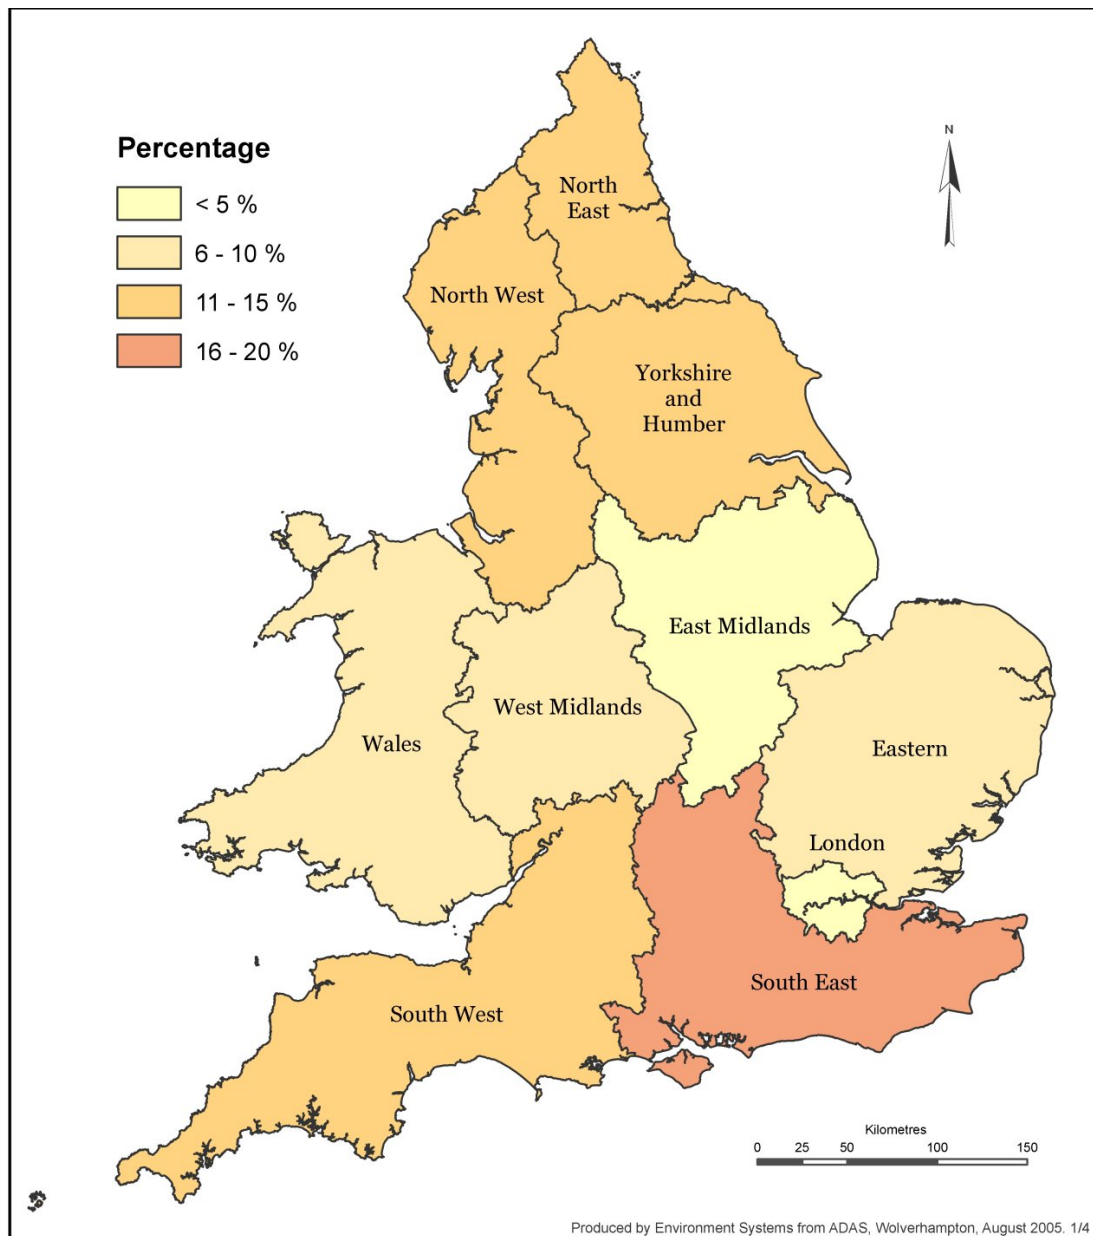 Percentage
< 5 %
6 - 10 %
11 - 15 %
16 - 20 %
N
North
East
North West
Yorkshire
and
Humber
East Midlands
West Midlands
Wales
Eastern
London
South East
South West
Kilometres
0 25 50 100 150
Produced by Environment Systems from ADAS, Wolverhampton, August 2005. 1/4